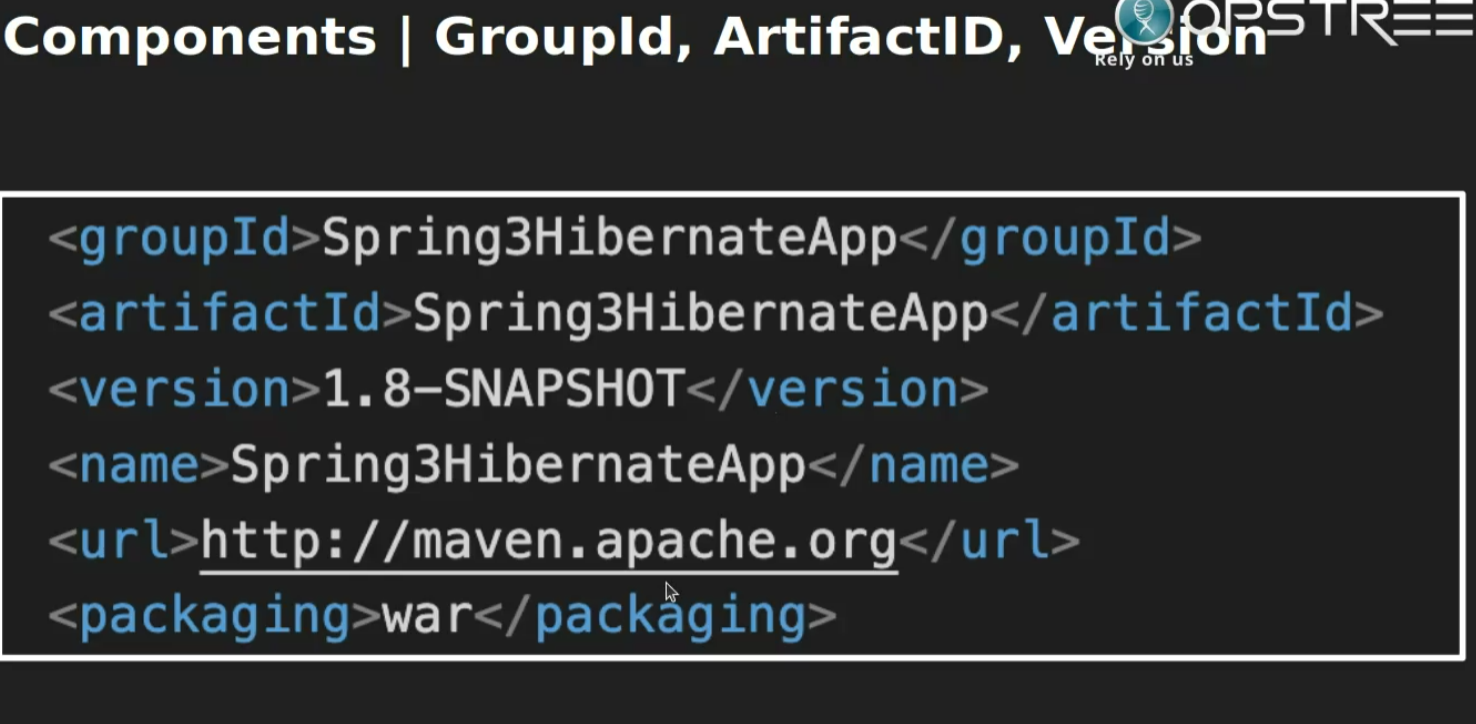 Components | GroupId, ArtifactID, Version
OPSTREE
Rely on us
<groupId>Spring3HibernateApp</groupId>
<artifactId>Spring3HibernateApp</artifactId>
<version>1.8-SNAPSHOT</version>
<name>Spring3HibernateApp</name>
<url>http://maven.apache.org</url>
<packaging>war</packaging>